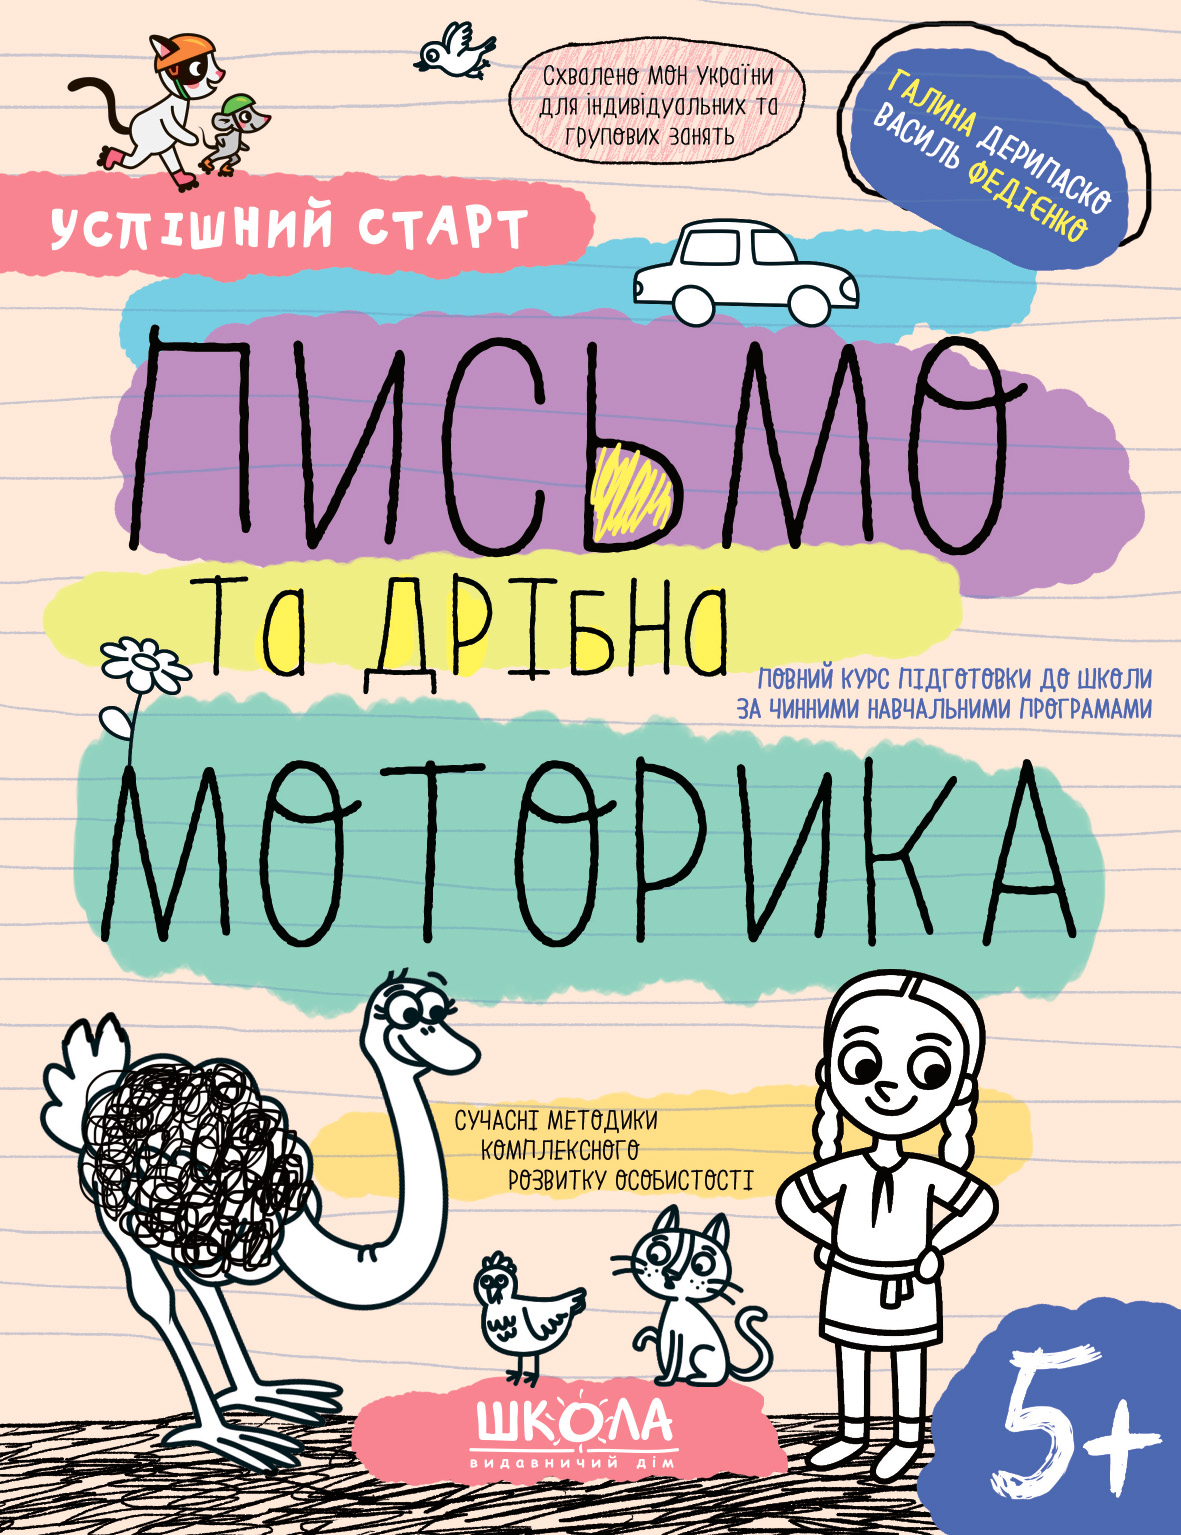 Схвалено МОН України
для індивідуальних та
групових занять
ГАЛИНА ДЕРИПАСКО
ВАСИЛЬ ФЕДІЄНКО
УСПІШНИЙ СТАРТ
ПИСЬМО
та ДРІБНа
ПОВНИЙ КУРС ПІДГОТОВКИ ДО ШКОЛИ
ЗА ЧИННИМИ НАВЧАЛЬНИМИ ПРОГРАМАМИ
МОТОРИКА
СУЧАСНІ МЕТОДИКИ
КОМПЛЕКСНОГО
РОЗВИТКУ ОСОБИСТОСТІ
ШКОЛА
видавничий дім
5+